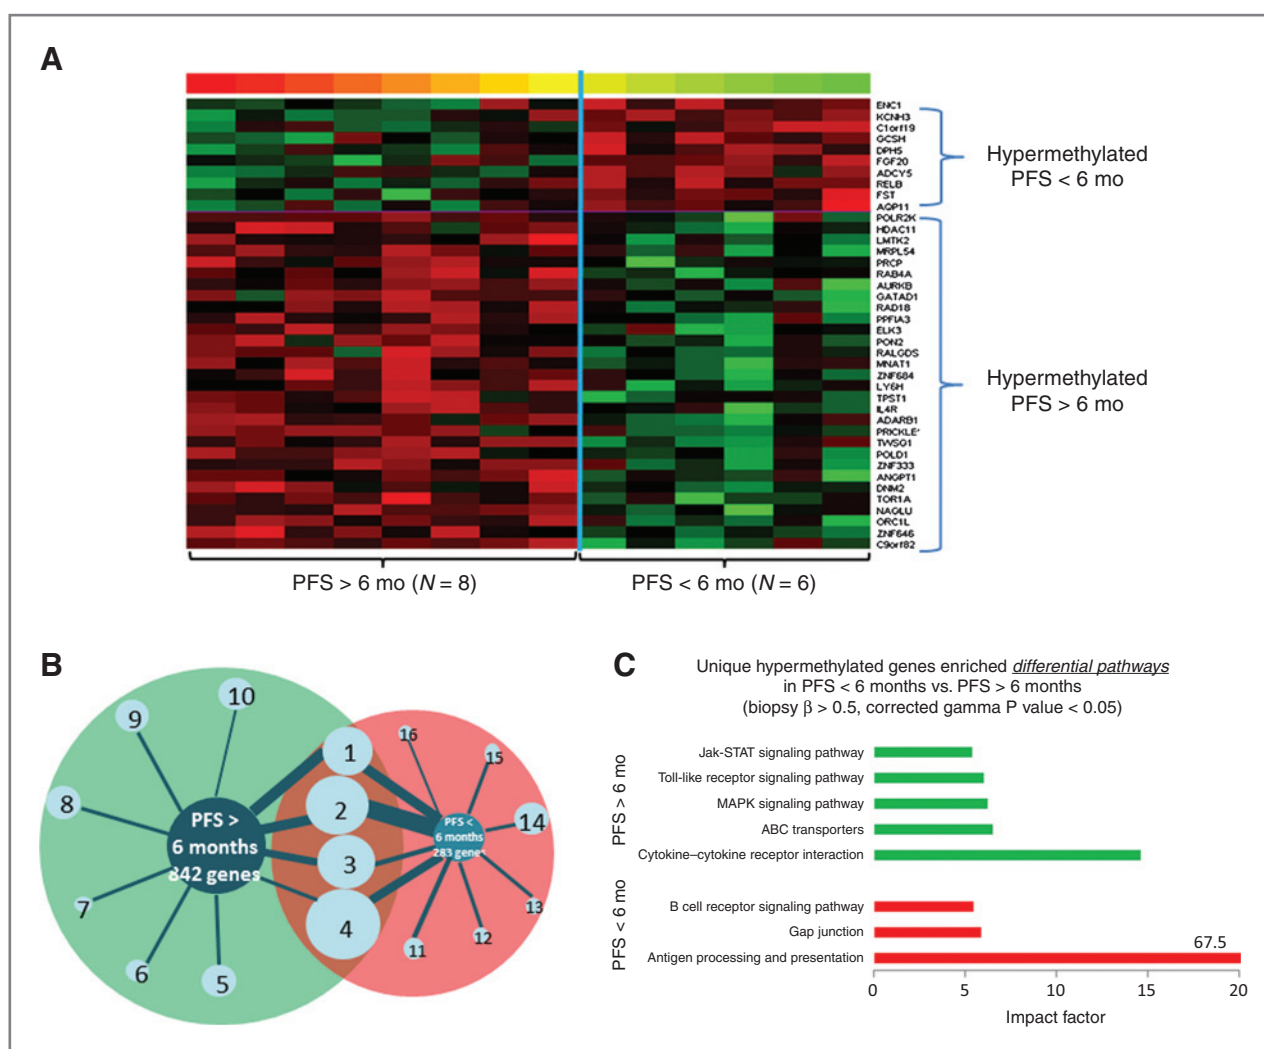 A
ENC1
KCNH3
C1orf19
GCSH
DPH5
FGF20
ADCY5
RELB
FST
AQP11
Hypermethylated
PFS < 6 mo
POLR2K
HDAC11
LMTK2
MRPL54
PRCP
RAB4A
AURKB
GATAD1
RAD18
PPFIA3
ELK3
PON2
RALGDS
MNAT1
ZNF684
LY6H
TPST1
IL4R
ADARB1
PRICKLE'
TWSG1
POLD1
ZNF333
ANGPT1
DNM2
TOR1A
NAGLU
ORC1L
ZNF646
C9orf82
Hypermethylated
PFS > 6 mo
PFS > 6 mo (N = 8)
PFS < 6 mo (N = 6)
B
10
9
8
7
6
5
PFS >
6 months
842 genes
1
2
3
4
16
15
14
13
12
11
PFS <
6 months
283 genes
C
Unique hypermethylated genes enriched differential pathways
in PFS < 6 months vs. PFS > 6 months
(biopsy β > 0.5, corrected gamma P value < 0.05)
PFS > 6 mo
Jak-STAT signaling pathway
Toll-like receptor signaling pathway
MAPK signaling pathway
ABC transporters
Cytokine–cytokine receptor interaction
PFS < 6 mo
B cell receptor signaling pathway
Gap junction
Antigen processing and presentation
67.5
0 5 10 15 20
Impact factor